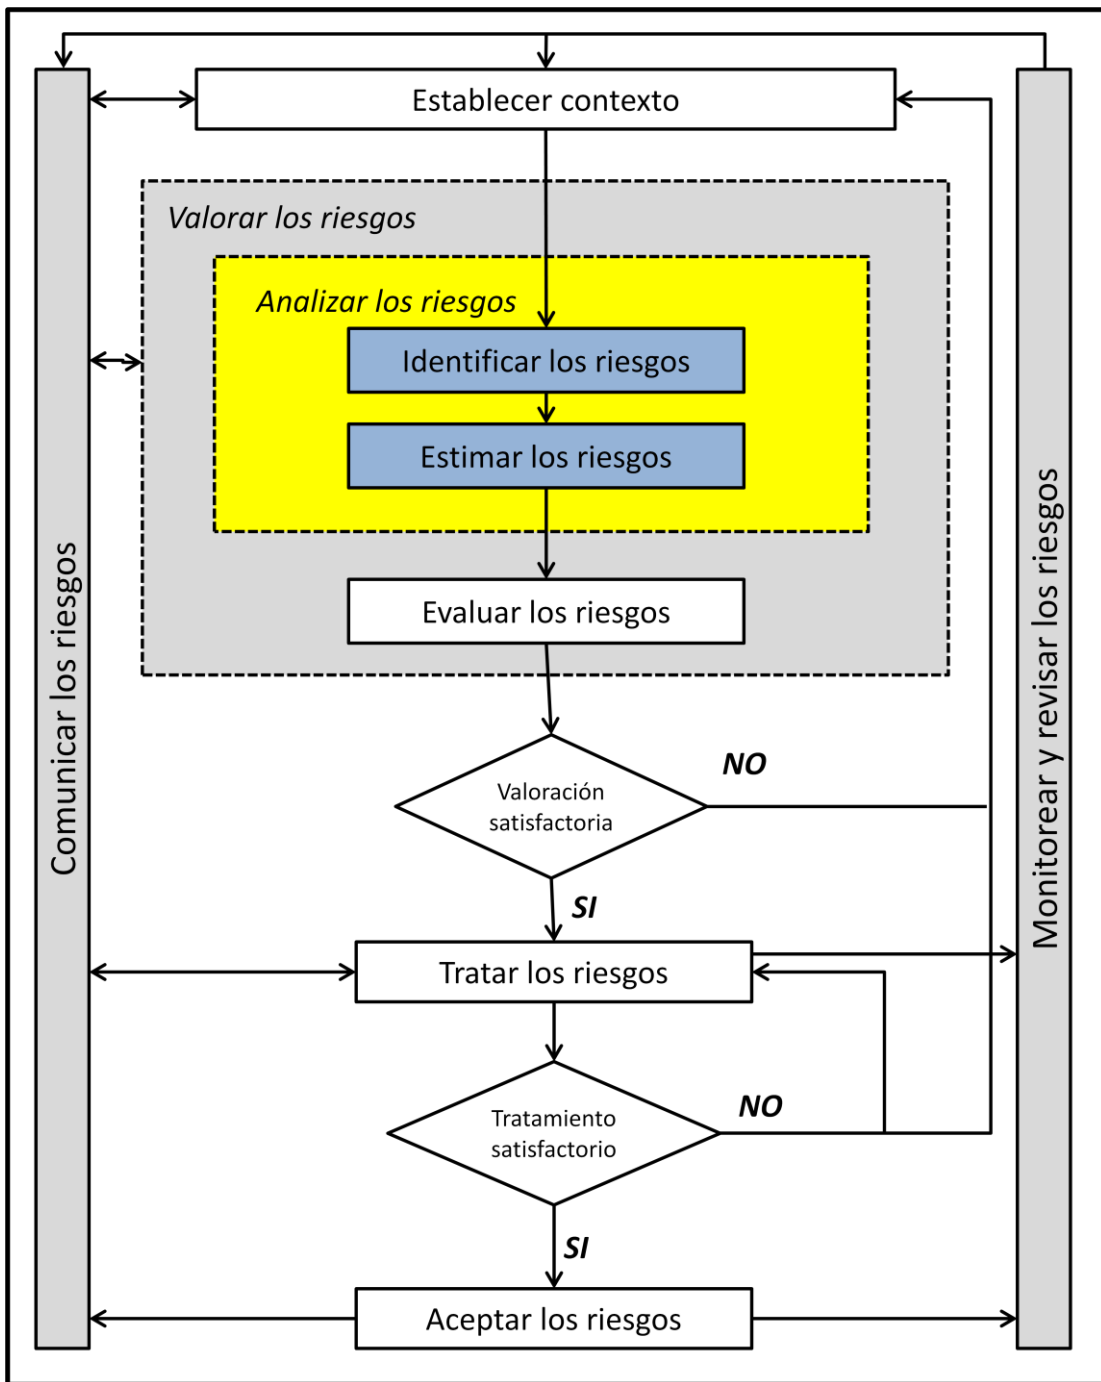 Establecer contexto
Valorar los riesgos
Analizar los riesgos
Identificar los riesgos
Estimar los riesgos
Evaluar los riesgos
Comunicar los riesgos
Monitorear y revisar los riesgos
Valoración
satisfactoria
NO
SI
Tratar los riesgos
Tratamiento
satisfactorio
NO
SI
Aceptar los riesgos